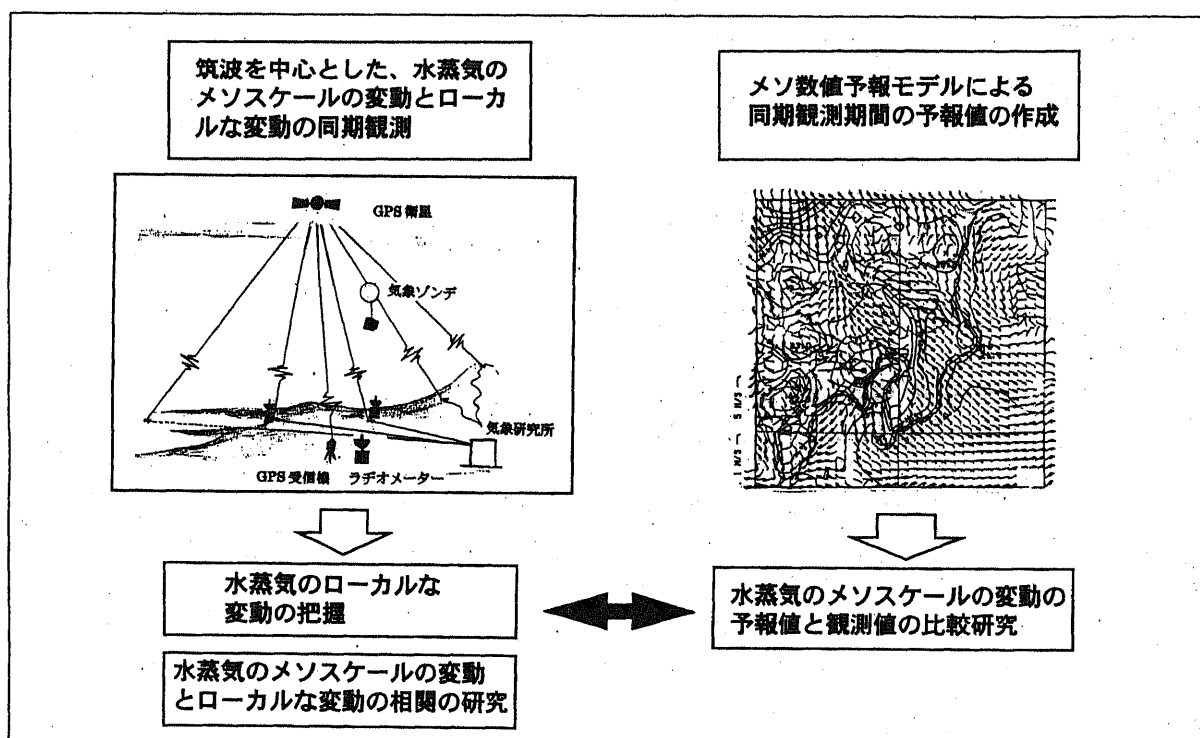 筑波を中心とした、水蒸気の
メソスケールの変動とローカ
ルな変動の同期観測
メソ数値予報モデルによる
同期観測期間の予報値の作成
GPS衛星
気象ゾンデ
気象研究所
GPS受信機 ラヂオメーター
1 M/S 5 M/S
水蒸気のローカルな
変動の把握
水蒸気のメソスケールの変動の
予報値と観測値の比較研究
水蒸気のメソスケールの変動
とローカルな変動の相関の研究